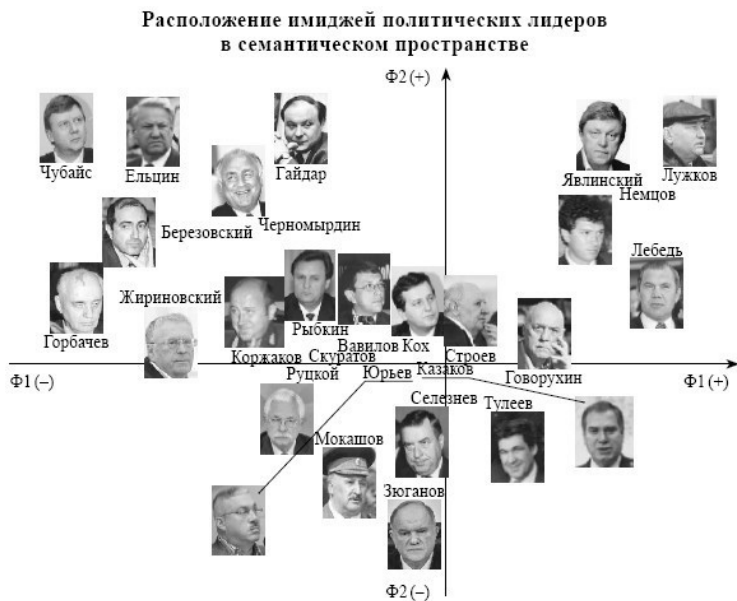 Расположение имиджей политических лидеров
в семантическом пространстве
Ф2 (+)
Чубайс
Ельцин
Гайдар
Явлинский
Лужков
Немцов
Черномырдин
Березовский
Лебедь
Жириновский
Горбачев
Рыбкин
Вавилов
Кох
Коржаков
Скуратов
Строев
Ф1 (–)
Руцкой
Юрьев
Казаков
Говорухин
Ф1 (+)
Селезнев
Тулеев
Мокашов
Зюганов
Ф2 (–)